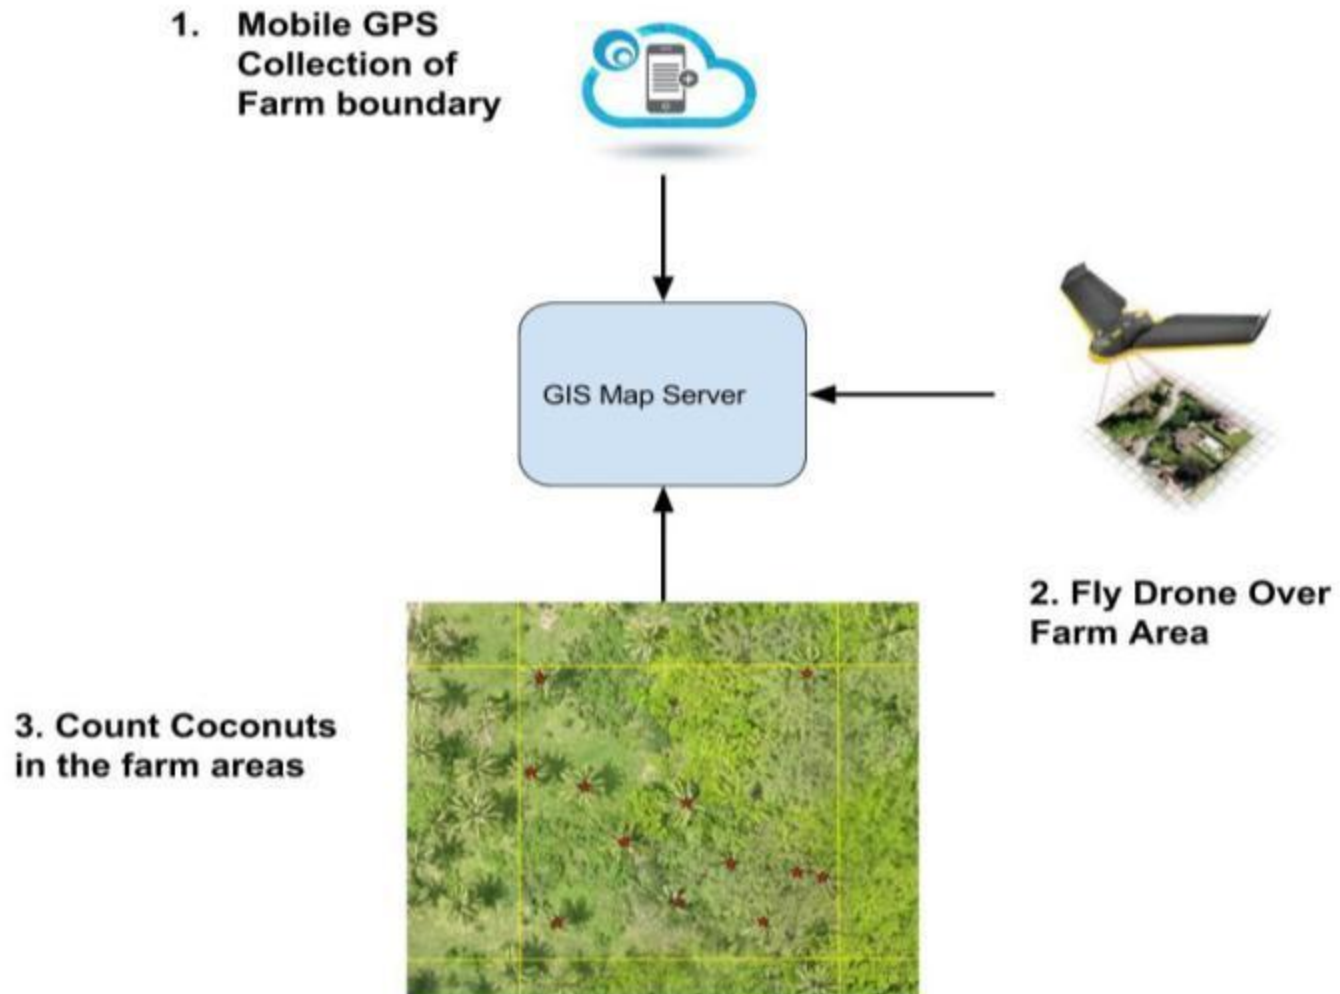 1. Mobile GPS
Collection of
Farm boundary
GIS Map Server
2. Fly Drone Over
Farm Area
3. Count Coconuts
in the farm areas